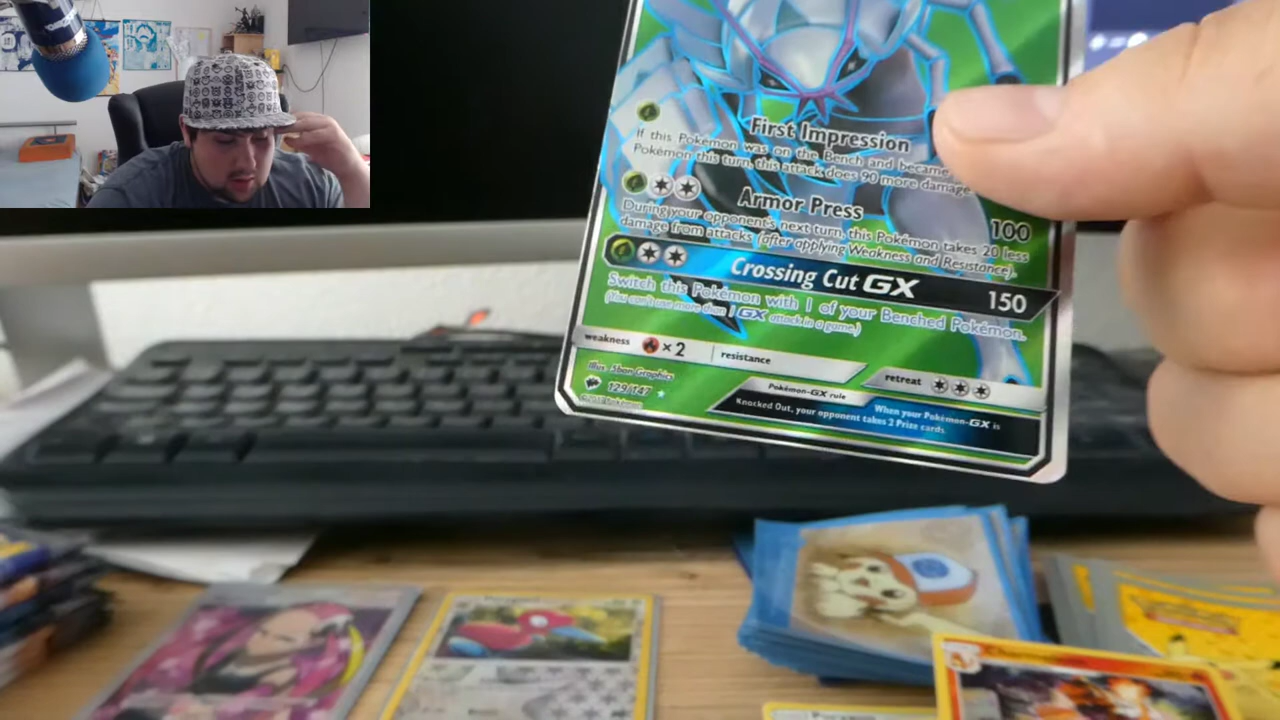 First Impression
If this Pokémon was on the Bench and became
Pokémon this turn, this attack does 90 more damage
Armor Press
100
During your opponent's next turn, this Pokémon takes 20 less
damage from attacks (after applying Weakness and Resistance).
Crossing Cut GX
150
Switch this Pokémon with 1 of your Benched Pokémon.
(You can't use more than 1 GX attack in a game.)
weakness ×2 resistance
retreat
Illus. 5ban Graphics
129/147
Pokémon-GX rule
When your Pokémon-GX is
Knocked Out, your opponent takes 2 Prize cards.